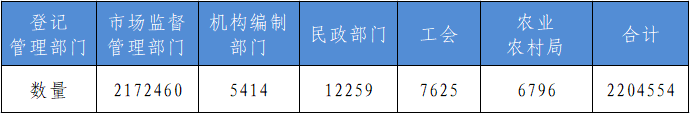 登记 市场监督 机构编制 民政部门 工会 农业 合计
管理部门 管理部门 部门 农村局
数量 2172460 5414 12259 7625 6796 2204554